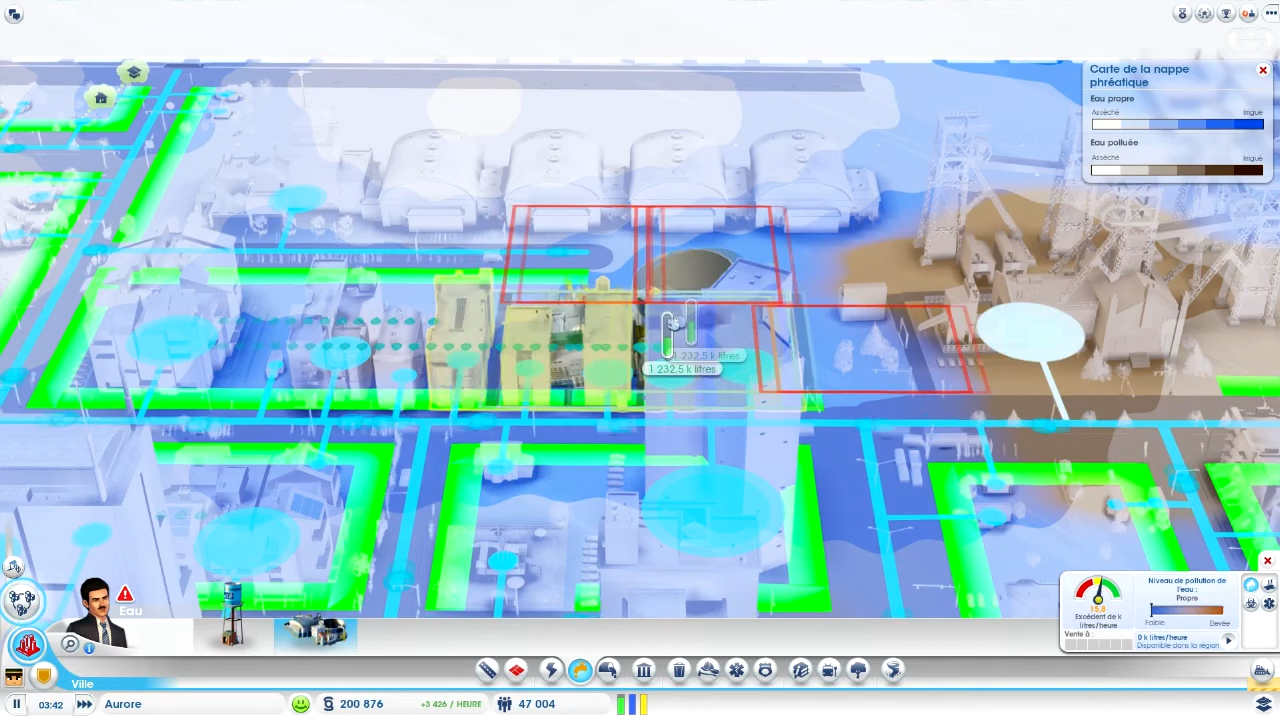 Carte de la nappe
phréatique
Eau propre
Asséché Irrigué
Eau polluée
Asséché Irrigué
1 232.5 k litres
1 232.5 k litres
Eau
15,8
Excédent de k
litres/heure
Vente à :
Niveau de pollution de
l'eau :
Propre
Faible Élevée
0 k litres/heure
Disponible dans la région
Ville
03:42 Aurore 200 876 +3 426 / HEURE 47 004